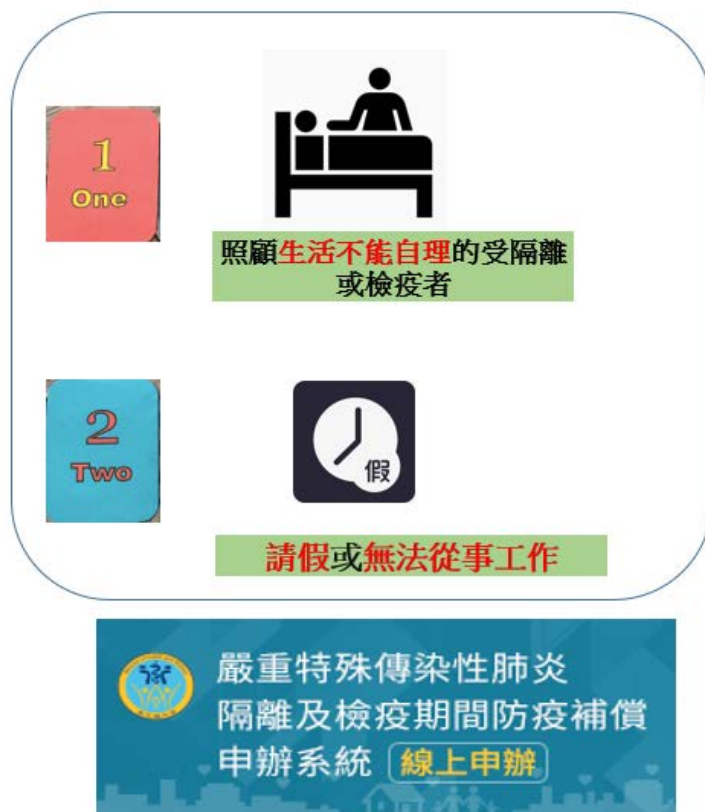 1
One
照顧生活不能自理的受隔離
或檢疫者
2
Two
假
請假或無法從事工作
嚴重特殊傳染性肺炎
隔離及檢疫期間防疫補償
申辦系統 線上申辦